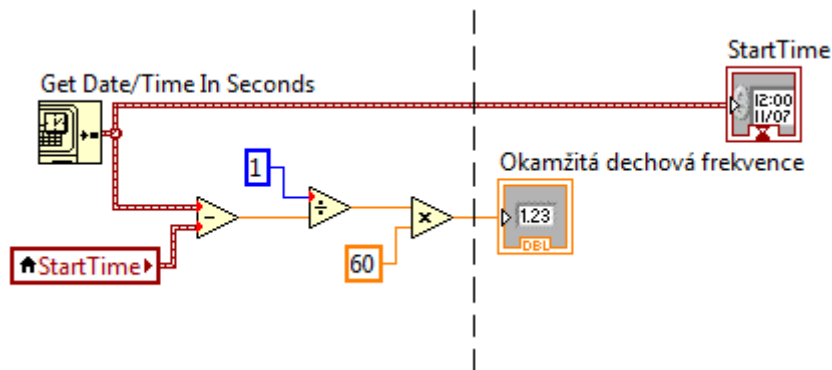 StartTime
Get Date/Time In Seconds
12:00
11/07
Okamžitá dechová frekvence
1
1.23
DBL
60
StartTime